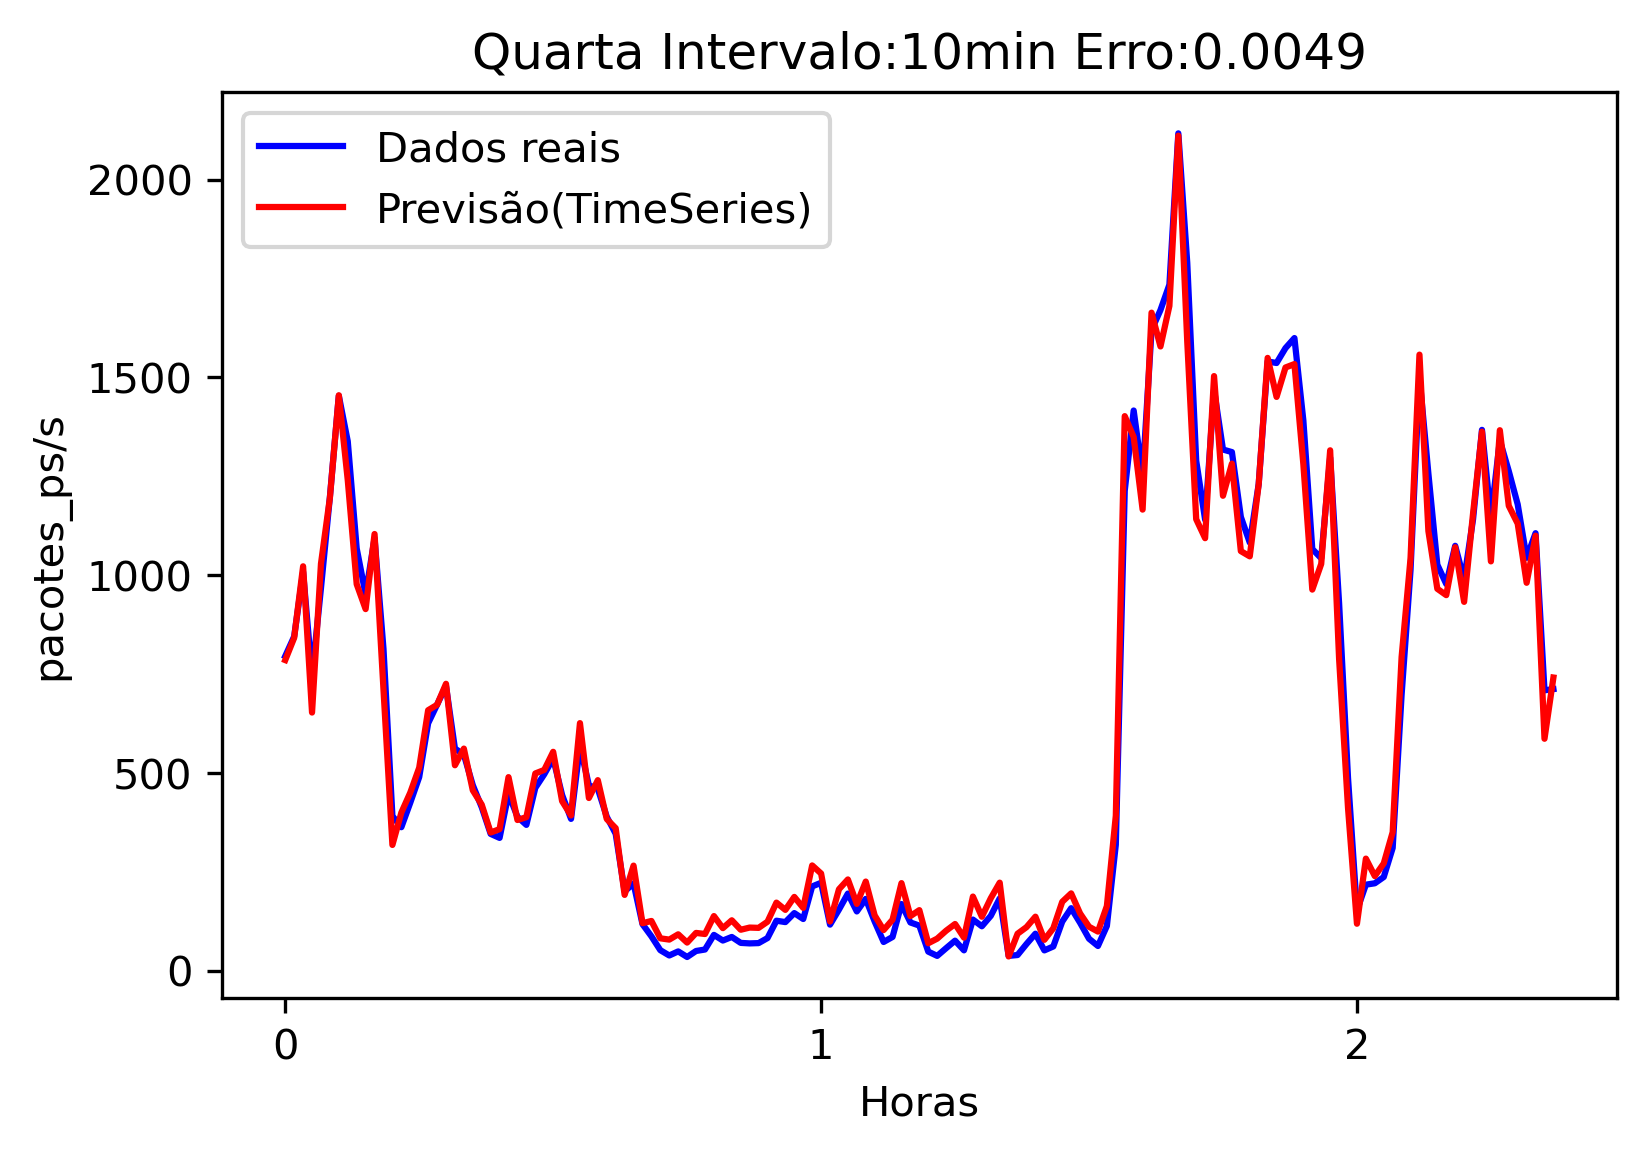 Quarta Intervalo:10min Erro:0.0049
Dados reais
Previsão(TimeSeries)
2000
1500
1000
500
0
pacotes_ps/s
0 1 2
Horas